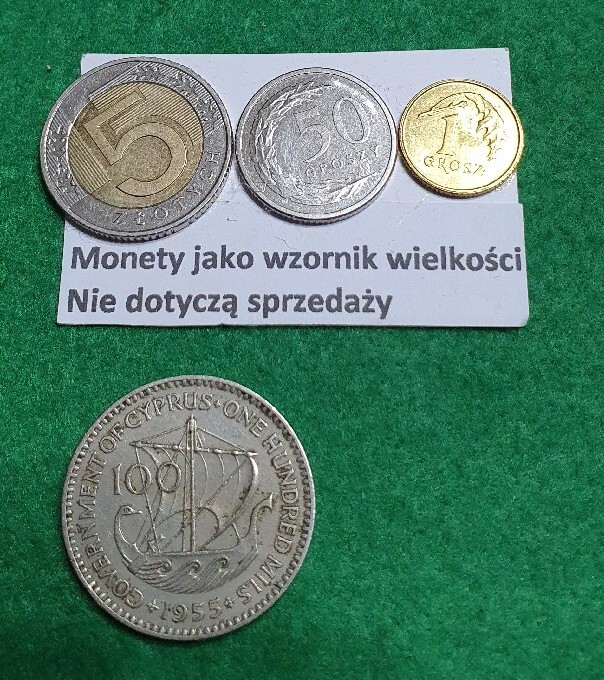 5
ZŁOTYCH
50
GROSZY
1
GROSZ
Monety jako wzornik wielkości
Nie dotyczą sprzedaży
GOVERNMENT OF CYPRUS · ONE HUNDRED MILS
100
1955